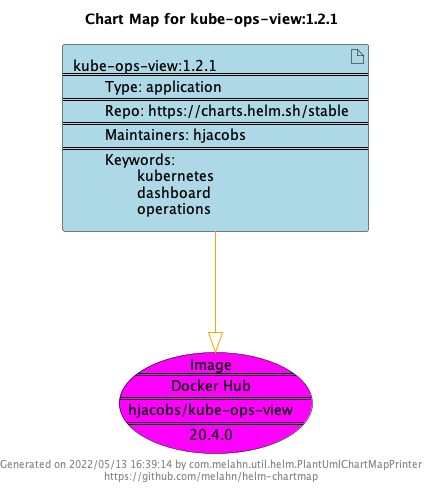 Chart Map for kube-ops-view:1.2.1
kube-ops-view:1.2.1
Type: application
Repo: https://charts.helm.sh/stable
Maintainers: hjacobs
Keywords:
kubernetes
dashboard
operations
Image
Docker Hub
hjacobs/kube-ops-view
20.4.0
Generated on 2022/05/13 16:39:14 by com.melahn.util.helm.PlantUmlChartMapPrinter
https://github.com/melahn/helm-chartmap